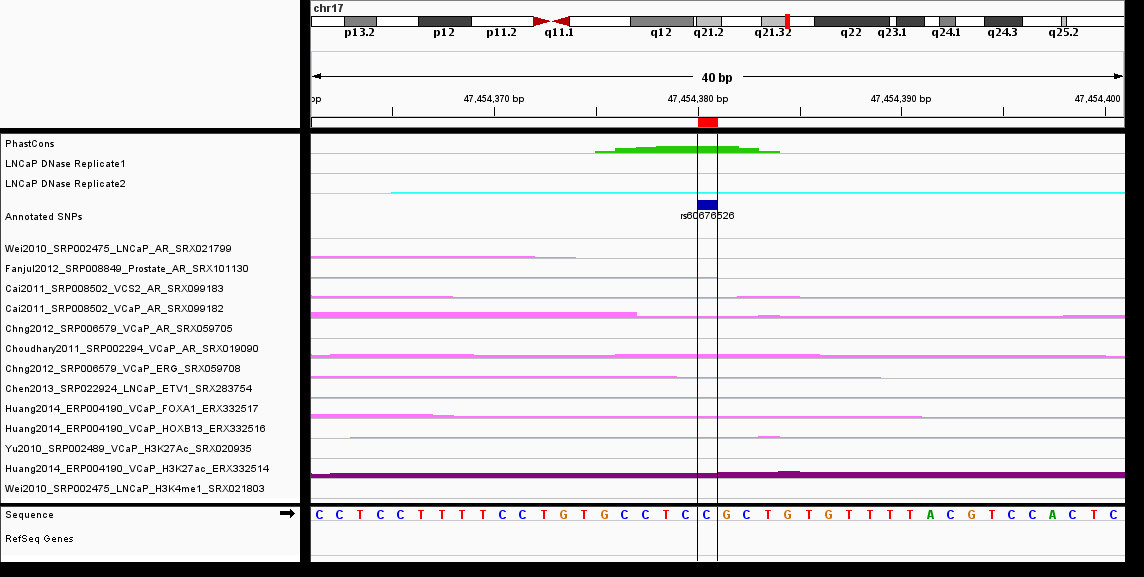 chr17
p13.2 p12 p11.2 q11.1 q12 q21.2 q21.32 q22 q23.1 q24.1 q24.3 q25.2
40 bp
bp 47,454,370 bp 47,454,380 bp 47,454,390 bp 47,454,400
PhastCons
LNCaP DNase Replicate1
LNCaP DNase Replicate2
Annotated SNPs
rs60676526
Wei2010_SRP002475_LNCaP_AR_SRX021799
Fanjul2012_SRP008849_Prostate_AR_SRX101130
Cai2011_SRP008502_VCS2_AR_SRX099183
Cai2011_SRP008502_VCaP_AR_SRX099182
Chng2012_SRP006579_VCaP_AR_SRX059705
Choudhary2011_SRP002294_VCaP_AR_SRX019090
Chng2012_SRP006579_VCaP_ERG_SRX059708
Chen2013_SRP022924_LNCaP_ETV1_SRX283754
Huang2014_ERP004190_VCaP_FOXA1_ERX332517
Huang2014_ERP004190_VCaP_HOXB13_ERX332516
Yu2010_SRP002489_VCaP_H3K27Ac_SRX020935
Huang2014_ERP004190_VCaP_H3K27ac_ERX332514
Wei2010_SRP002475_LNCaP_H3K4me1_SRX021803
Sequence C C T C C T T T T C C T G T G C C T C C G C T G T G T T T T A C G T C C A C T C
RefSeq Genes